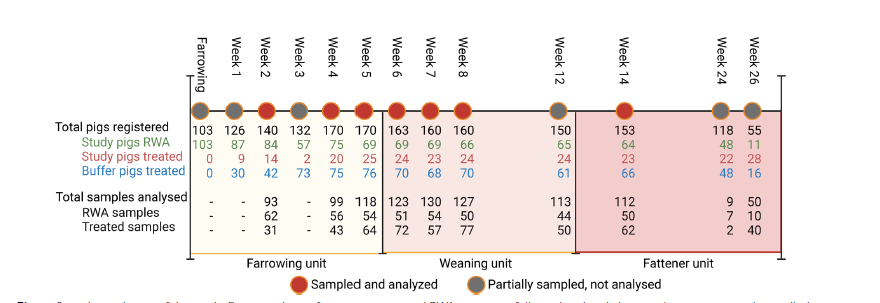 Farrowing Week 1 Week 2 Week 3 Week 4 Week 5 Week 6 Week 7 Week 8 Week 12 Week 14 Week 24 Week 26
Total pigs registered 103 126 140 132 170 170 163 160 160 150 153 118 55
Study pigs RWA 103 87 84 57 75 69 69 69 66 65 64 48 11
Study pigs treated 0 9 14 2 20 25 24 23 24 24 23 22 28
Buffer pigs treated 0 30 42 73 75 76 70 68 70 61 66 48 16
Total samples analysed - - 93 - 99 118 123 130 127 113 112 9 50
RWA samples - - 62 - 56 54 51 54 50 44 50 7 10
Treated samples - - 31 - 43 64 72 57 77 50 62 2 40
Farrowing unit Weaning unit Fattener unit
Sampled and analyzed Partially sampled, not analysed